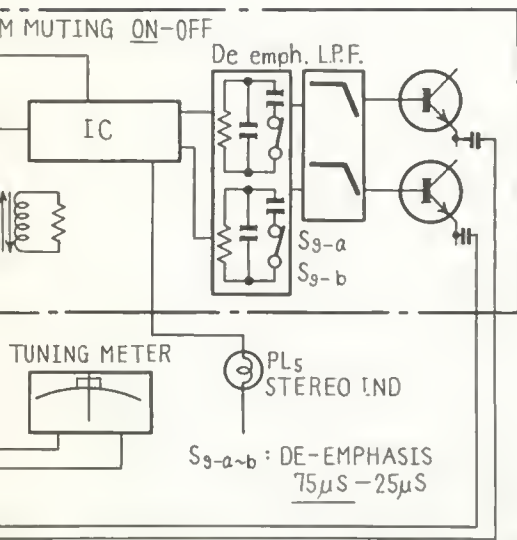 M MUTING ON-OFF
De emph. L.P.F.
IC
S9-a
S9-b
TUNING METER
PL5
STEREO IND
S9-a~b : DE-EMPHASIS
75μS-25μS